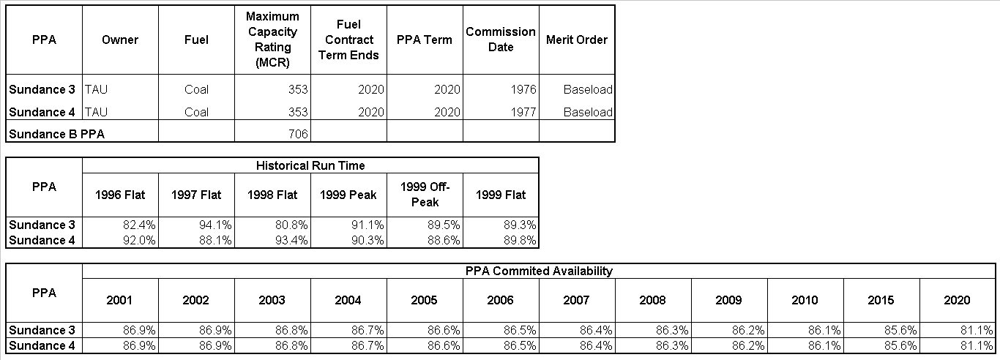 PPA Owner Fuel Maximum Capacity Rating (MCR) Fuel Contract Term Ends PPA Term Commission Date Merit Order
Sundance 3 TAU Coal 353 2020 2020 1976 Baseload
Sundance 4 TAU Coal 353 2020 2020 1977 Baseload
Sundance B PPA 706
PPA Historical Run Time
1996 Flat 1997 Flat 1998 Flat 1999 Peak 1999 Off-Peak 1999 Flat
Sundance 3 82.4% 94.1% 80.8% 91.1% 89.5% 89.3%
Sundance 4 92.0% 88.1% 93.4% 90.3% 88.6% 89.8%
PPA PPA Commited Availability
2001 2002 2003 2004 2005 2006 2007 2008 2009 2010 2015 2020
Sundance 3 86.9% 86.9% 86.8% 86.7% 86.6% 86.5% 86.4% 86.3% 86.2% 86.1% 85.6% 81.1%
Sundance 4 86.9% 86.9% 86.8% 86.7% 86.6% 86.5% 86.4% 86.3% 86.2% 86.1% 85.6% 81.1%